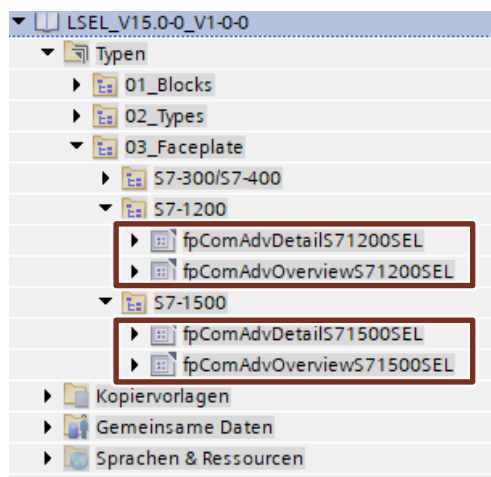 LSEL_V15.0-0_V1-0-0
Typen
01_Blocks
02_Types
03_Faceplate
S7-300/S7-400
S7-1200
fpComAdvDetailS71200SEL
fpComAdvOverviewS71200SEL
S7-1500
fpComAdvDetailS71500SEL
fpComAdvOverviewS71500SEL
Kopiervorlagen
Gemeinsame Daten
Sprachen & Ressourcen